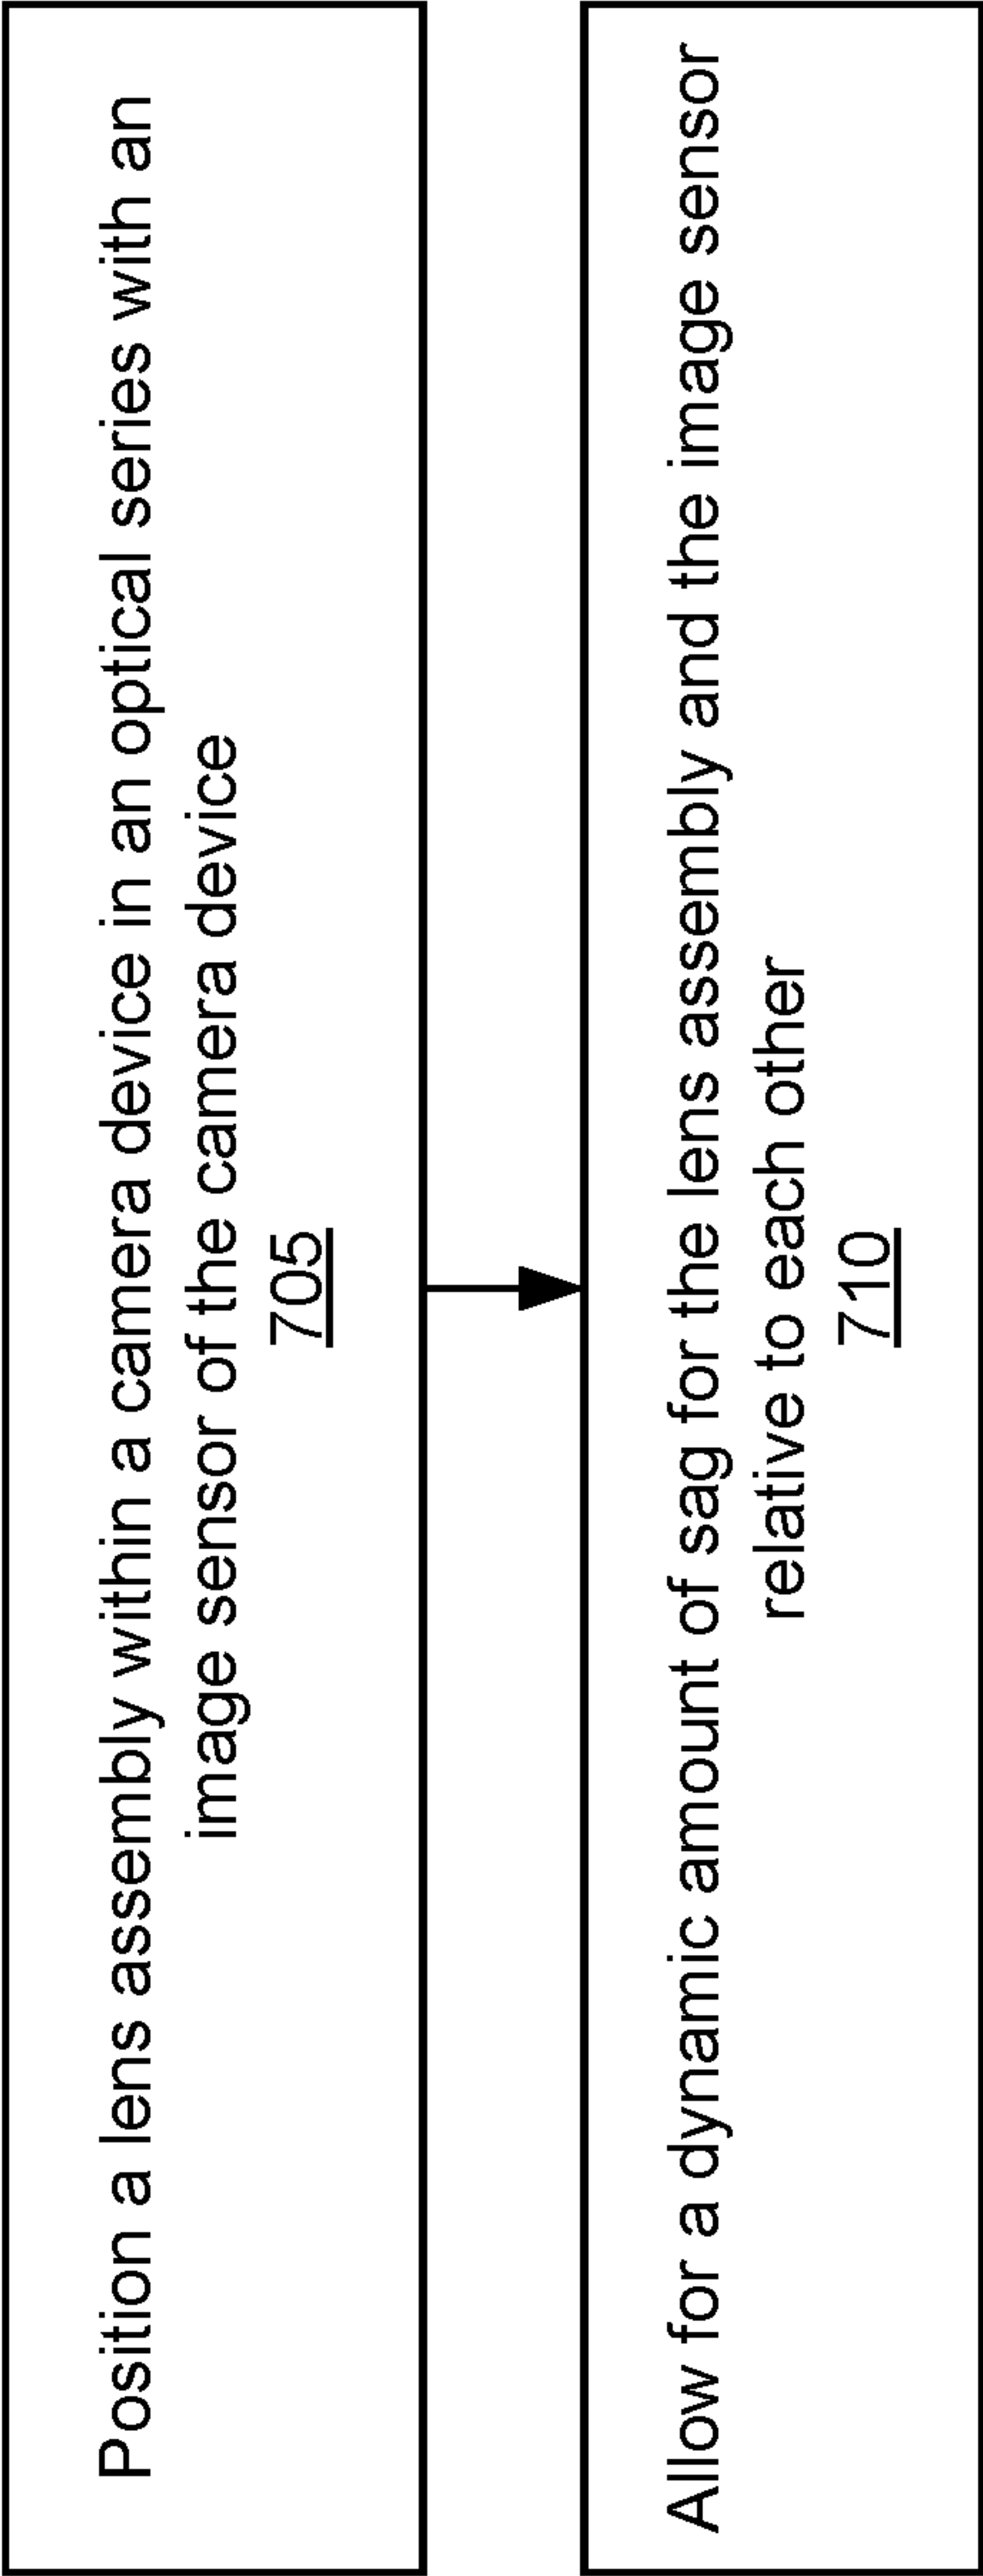 Position a lens assembly within a camera device in an optical series with an
image sensor of the camera device
705
Allow for a dynamic amount of sag for the lens assembly and the image sensor
relative to each other
710